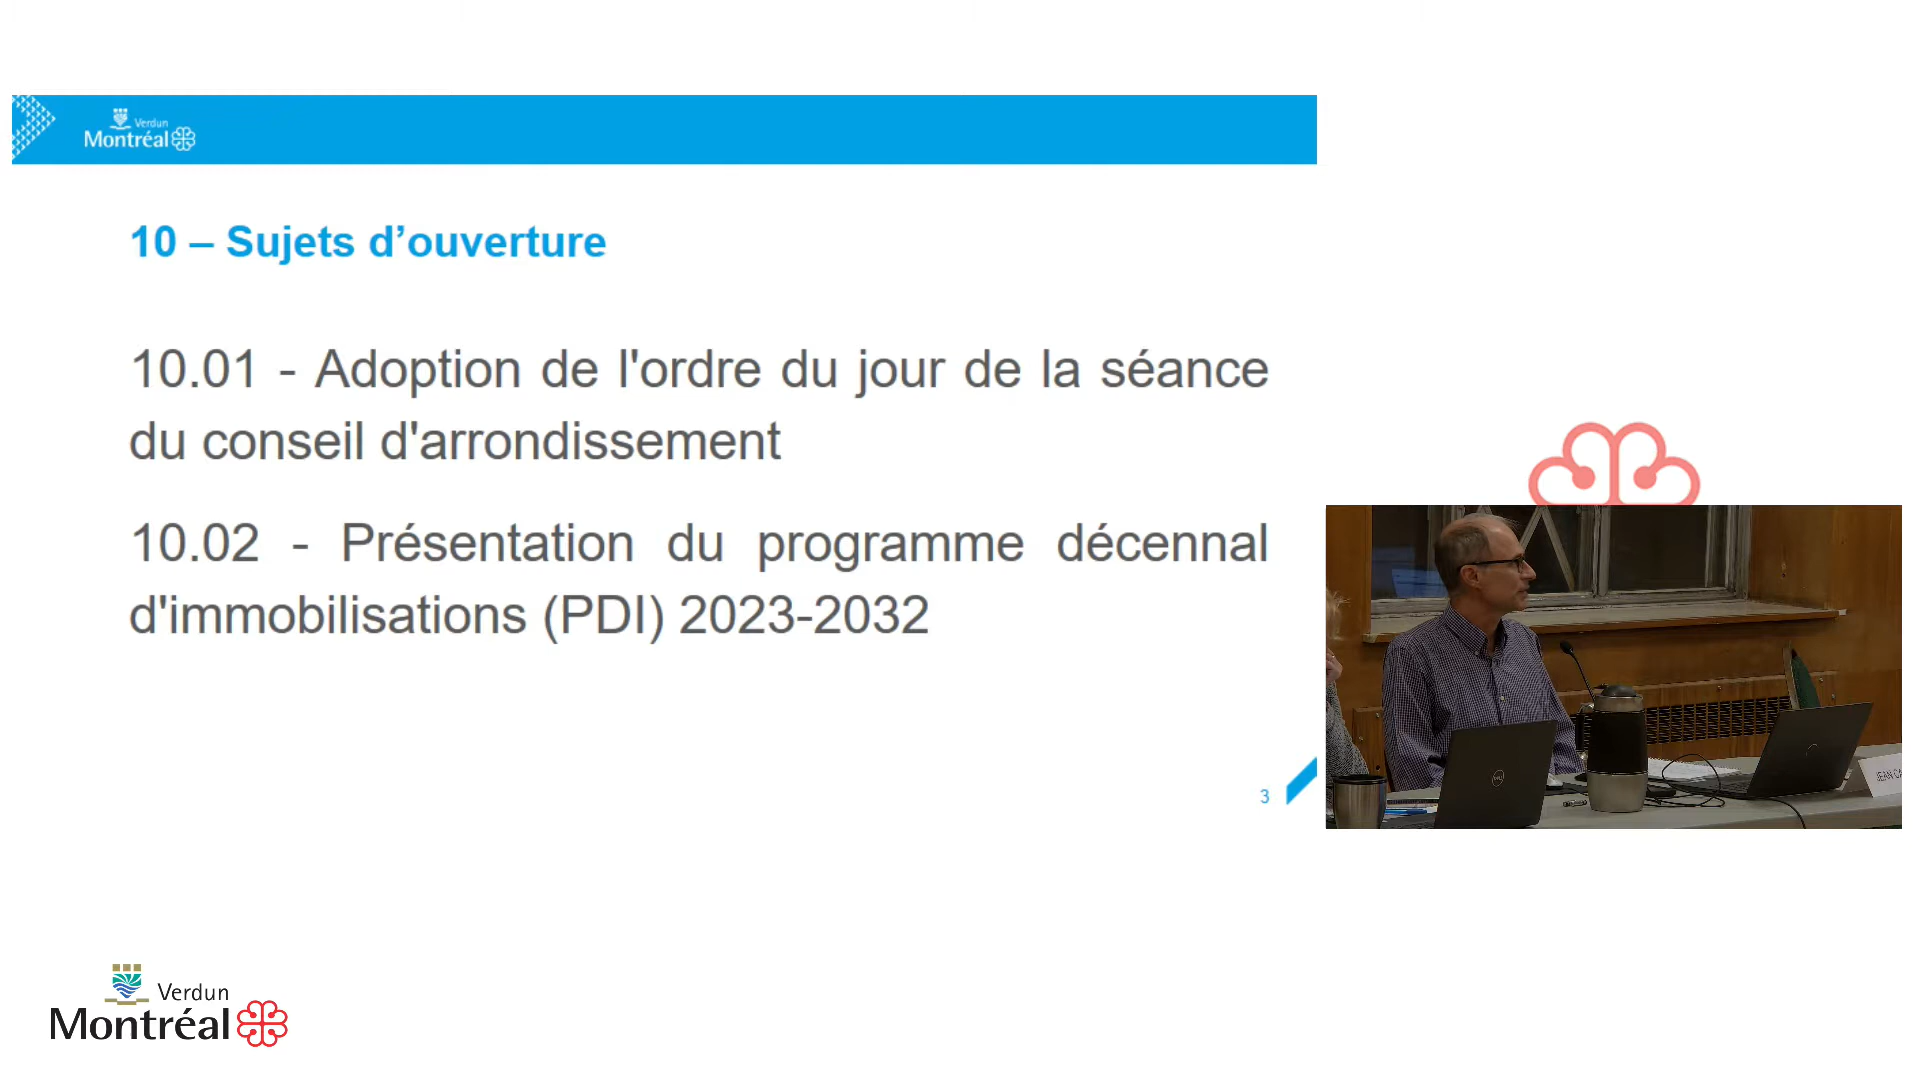 Verdun
Montréal
10 – Sujets d’ouverture
10.01 - Adoption de l'ordre du jour de la séance
du conseil d'arrondissement
10.02 - Présentation du programme décennal
d'immobilisations (PDI) 2023-2032
3
JEAN
Verdun
Montréal